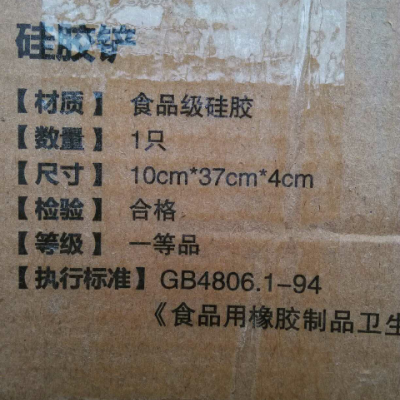 硅胶铲
【材质】 食品级硅胶
【数量】 1只
【尺寸】 10cm*37cm*4cm
【检验】 合格
【等级】 一等品
【执行标准】GB4806.1-94
《食品用橡胶制品卫生